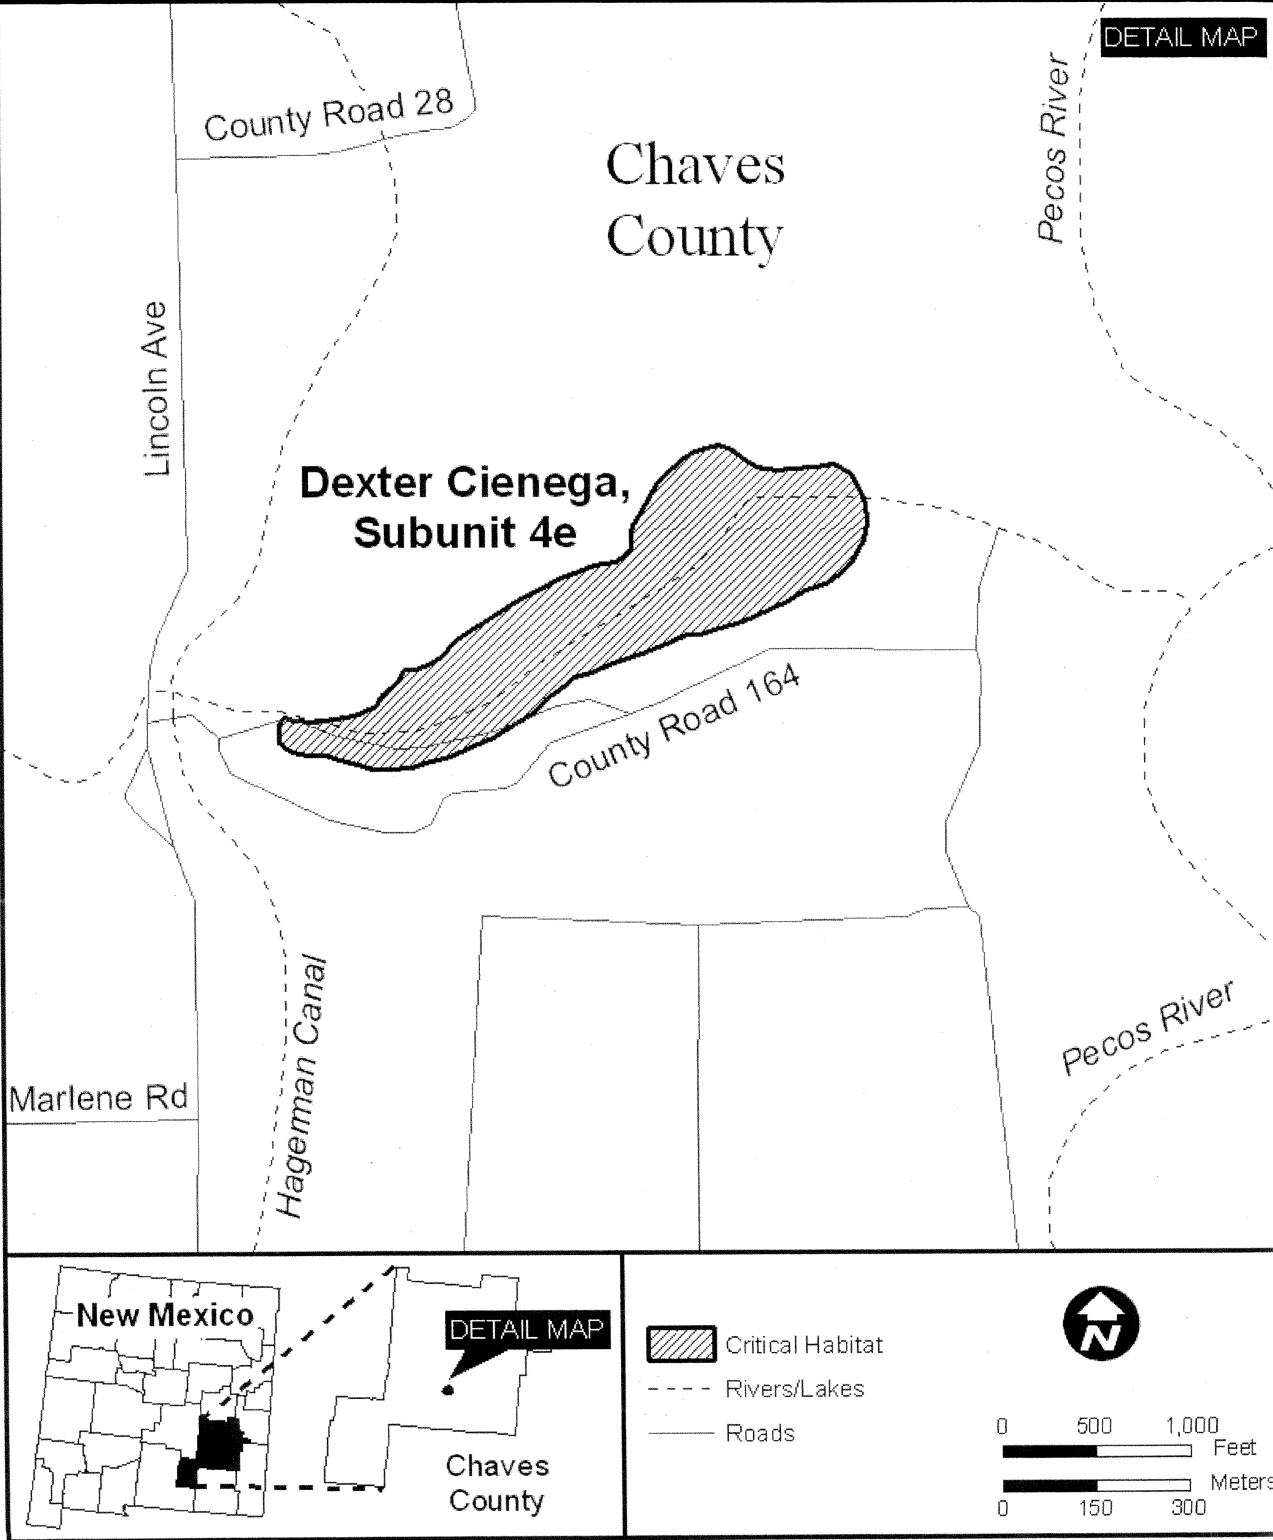 DETAIL MAP
County Road 28
Pecos River
Chaves
County
Lincoln Ave
Dexter Cienega,
Subunit 4e
County Road 164
Hagerman Canal
Pecos River
Marlene Rd
New Mexico
DETAIL MAP
Chaves
County
Critical Habitat
Rivers/Lakes
Roads
N
0 500 1,000
Feet
Meters
0 150 300